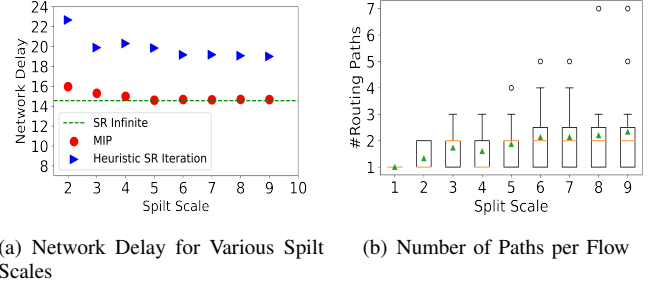 24
22
20
18
16
14
12
10
8
Network Delay
SR Infinite
MIP
Heuristic SR Iteration
2 3 4 5 6 7 8 9 10
Spilt Scale
7
6
5
4
3
2
1
#Routing Paths
1 2 3 4 5 6 7 8 9
Split Scale
(a) Network Delay for Various Spilt
Scales
(b) Number of Paths per Flow